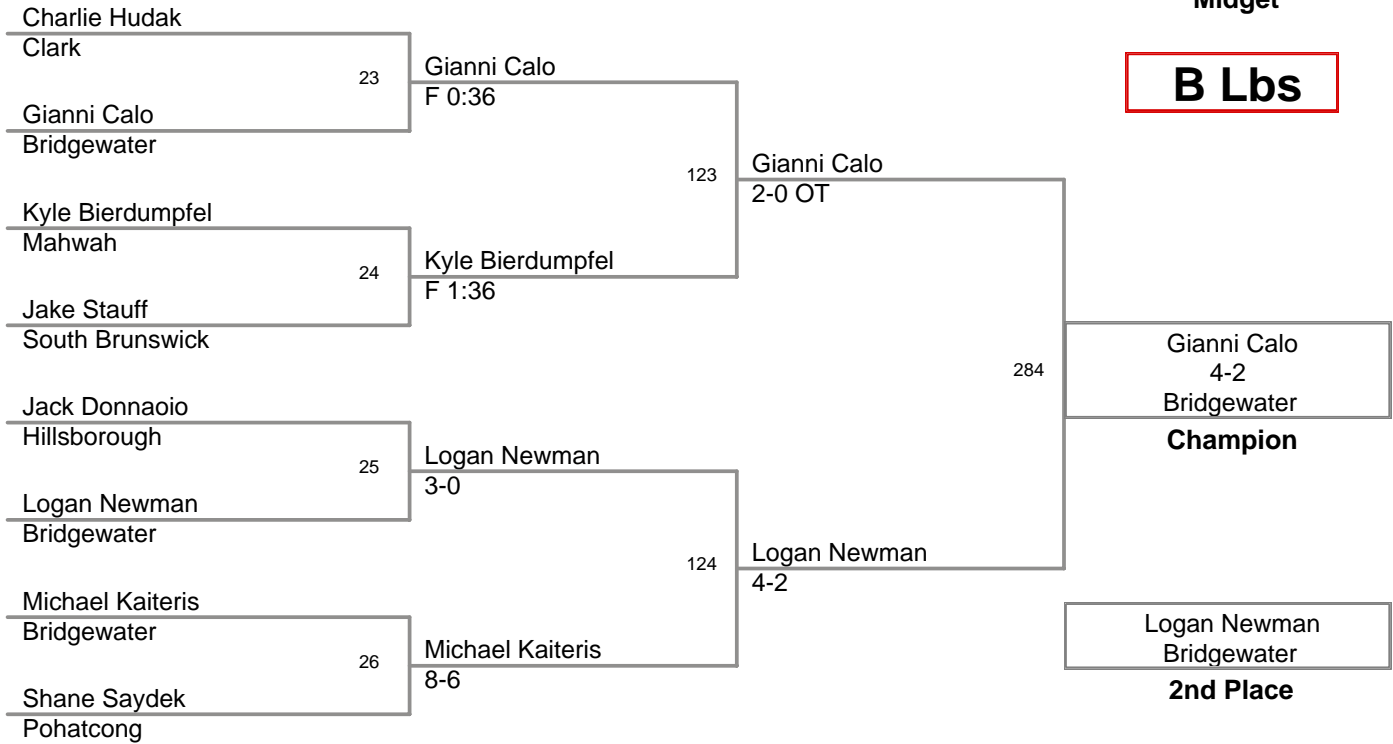 Midget
B Lbs
Charlie Hudak
Clark
23
Gianni Calo
Bridgewater
Gianni Calo
F 0:36
Kyle Bierdumpfel
Mahwah
24
Jake Stauff
South Brunswick
Kyle Bierdumpfel
F 1:36
123
Gianni Calo
2-0 OT
Jack Donnaoio
Hillsborough
25
Logan Newman
Bridgewater
Logan Newman
3-0
Michael Kaiteris
Bridgewater
26
Shane Saydek
Pohatcong
Michael Kaiteris
8-6
124
Logan Newman
4-2
284
Gianni Calo
4-2
Bridgewater
Champion
Logan Newman
Bridgewater
2nd Place